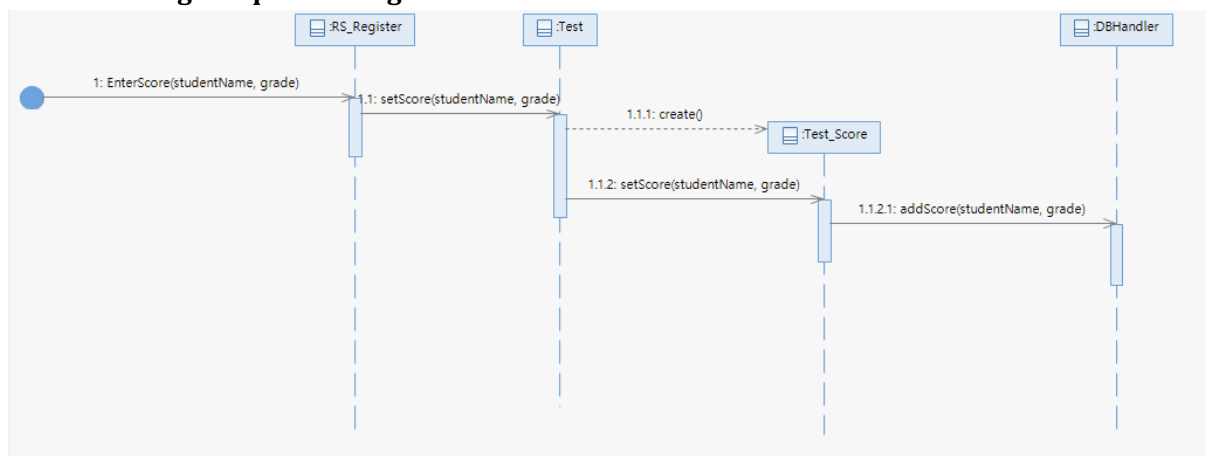 :RS_Register
:Test
:DBHandler
1: EnterScore(studentName, grade)
1.1: setScore(studentName, grade)
1.1.1: create()
:Test_Score
1.1.2: setScore(studentName, grade)
1.1.2.1: addScore(studentName, grade)